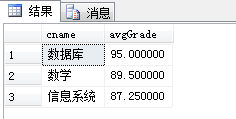 结果 消息
cname avgGrade
1 数据库 95.000000
2 数学 89.500000
3 信息系统 87.250000